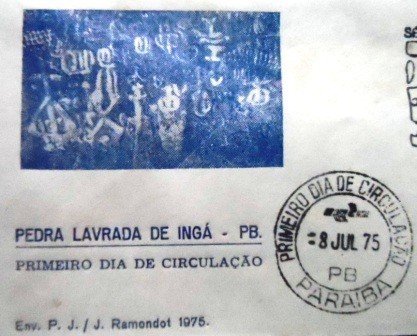 PEDRA LAVRADA DE INGÁ - PB.
PRIMEIRO DIA DE CIRCULAÇÃO
Env. P. J./J. Ramondot 1975.
PRIMEIRO DIA DE CIRCULAÇÃO
8 JUL 75
PB
PARAIBA